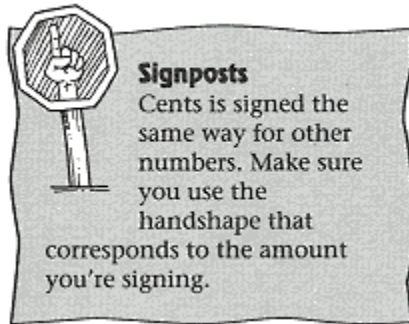 Signposts
Cents is signed the
same way for other
numbers. Make sure
you use the
handshape that
corresponds to the amount
you're signing.